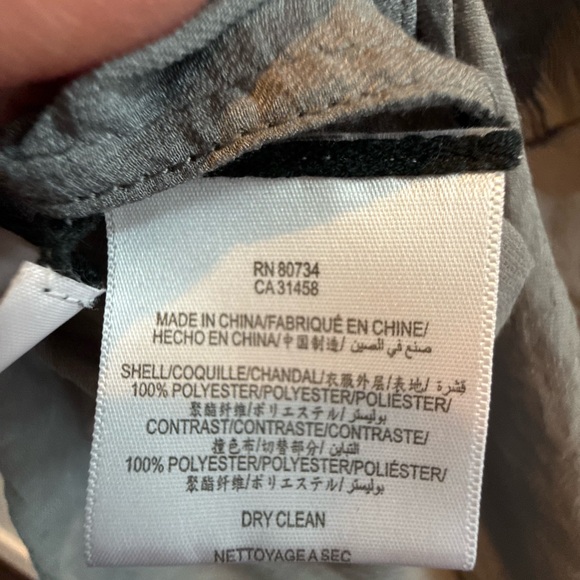 RN 80734
CA 31458
MADE IN CHINA/FABRIQUÉ EN CHINE/
HECHO EN CHINA/中国制造/ صنع في الصين/
SHELL/COQUILLE/CHANDAL/衣服外层/表地/ قشرة/
100% POLYESTER/POLYESTER/POLIÉSTER/
聚酯纤维/ポリエステル/ بوليستر/
CONTRAST/CONTRASTE/CONTRASTE/
撞色布/切替部分/ التباين/
100% POLYESTER/POLYESTER/POLIÉSTER/
聚酯纤维/ポリエステル/ بوليستر/
DRY CLEAN
NETTOYAGE A SEC